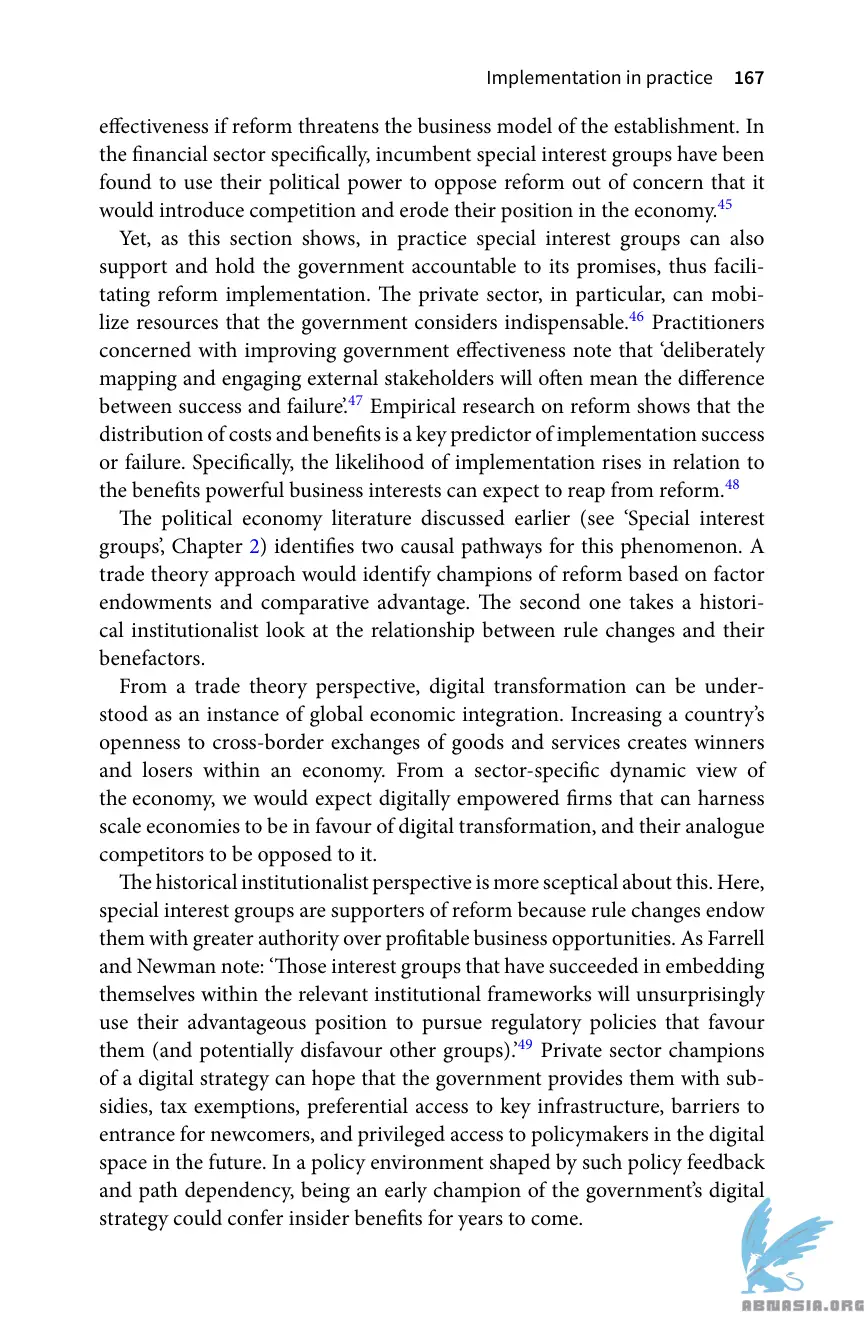 Implementation in practice 167
effectiveness if reform threatens the business model of the establishment. In
the financial sector specifically, incumbent special interest groups have been
found to use their political power to oppose reform out of concern that it
would introduce competition and erode their position in the economy.45
Yet, as this section shows, in practice special interest groups can also
support and hold the government accountable to its promises, thus facili-
tating reform implementation. The private sector, in particular, can mobi-
lize resources that the government considers indispensable.46 Practitioners
concerned with improving government effectiveness note that ‘deliberately
mapping and engaging external stakeholders will often mean the difference
between success and failure’.47 Empirical research on reform shows that the
distribution of costs and benefits is a key predictor of implementation success
or failure. Specifically, the likelihood of implementation rises in relation to
the benefits powerful business interests can expect to reap from reform.48
The political economy literature discussed earlier (see ‘Special interest
groups’, Chapter 2) identifies two causal pathways for this phenomenon. A
trade theory approach would identify champions of reform based on factor
endowments and comparative advantage. The second one takes a histori-
cal institutionalist look at the relationship between rule changes and their
benefactors.
From a trade theory perspective, digital transformation can be under-
stood as an instance of global economic integration. Increasing a country’s
openness to cross-border exchanges of goods and services creates winners
and losers within an economy. From a sector-specific dynamic view of
the economy, we would expect digitally empowered firms that can harness
scale economies to be in favour of digital transformation, and their analogue
competitors to be opposed to it.
The historical institutionalist perspective is more sceptical about this. Here,
special interest groups are supporters of reform because rule changes endow
them with greater authority over profitable business opportunities. As Farrell
and Newman note: ‘Those interest groups that have succeeded in embedding
themselves within the relevant institutional frameworks will unsurprisingly
use their advantageous position to pursue regulatory policies that favour
them (and potentially disfavour other groups).’49 Private sector champions
of a digital strategy can hope that the government provides them with sub-
sidies, tax exemptions, preferential access to key infrastructure, barriers to
entrance for newcomers, and privileged access to policymakers in the digital
space in the future. In a policy environment shaped by such policy feedback
and path dependency, being an early champion of the government’s digital
strategy could confer insider benefits for years to come.
ABNASIA.ORG